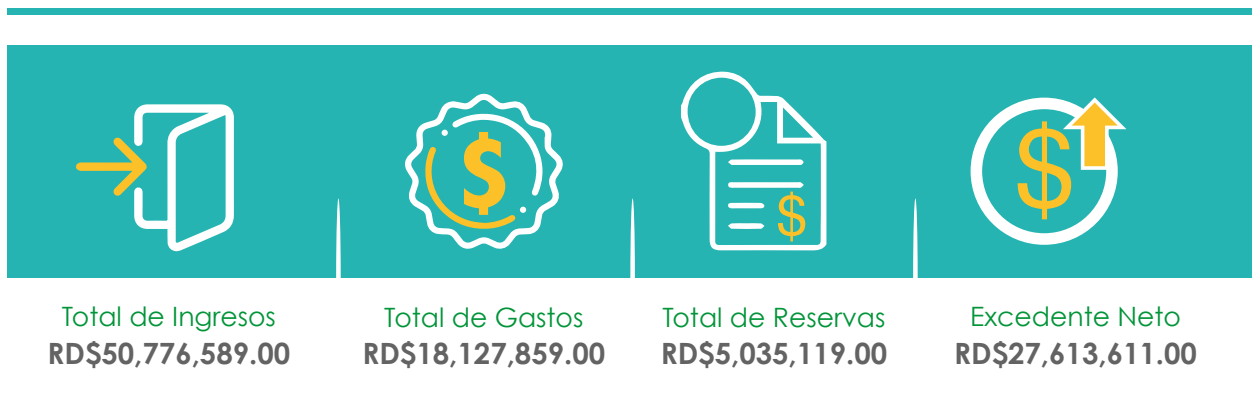 Total de Ingresos
RD$50,776,589.00
Total de Gastos
RD$18,127,859.00
Total de Reservas
RD$5,035,119.00
Excedente Neto
RD$27,613,611.00